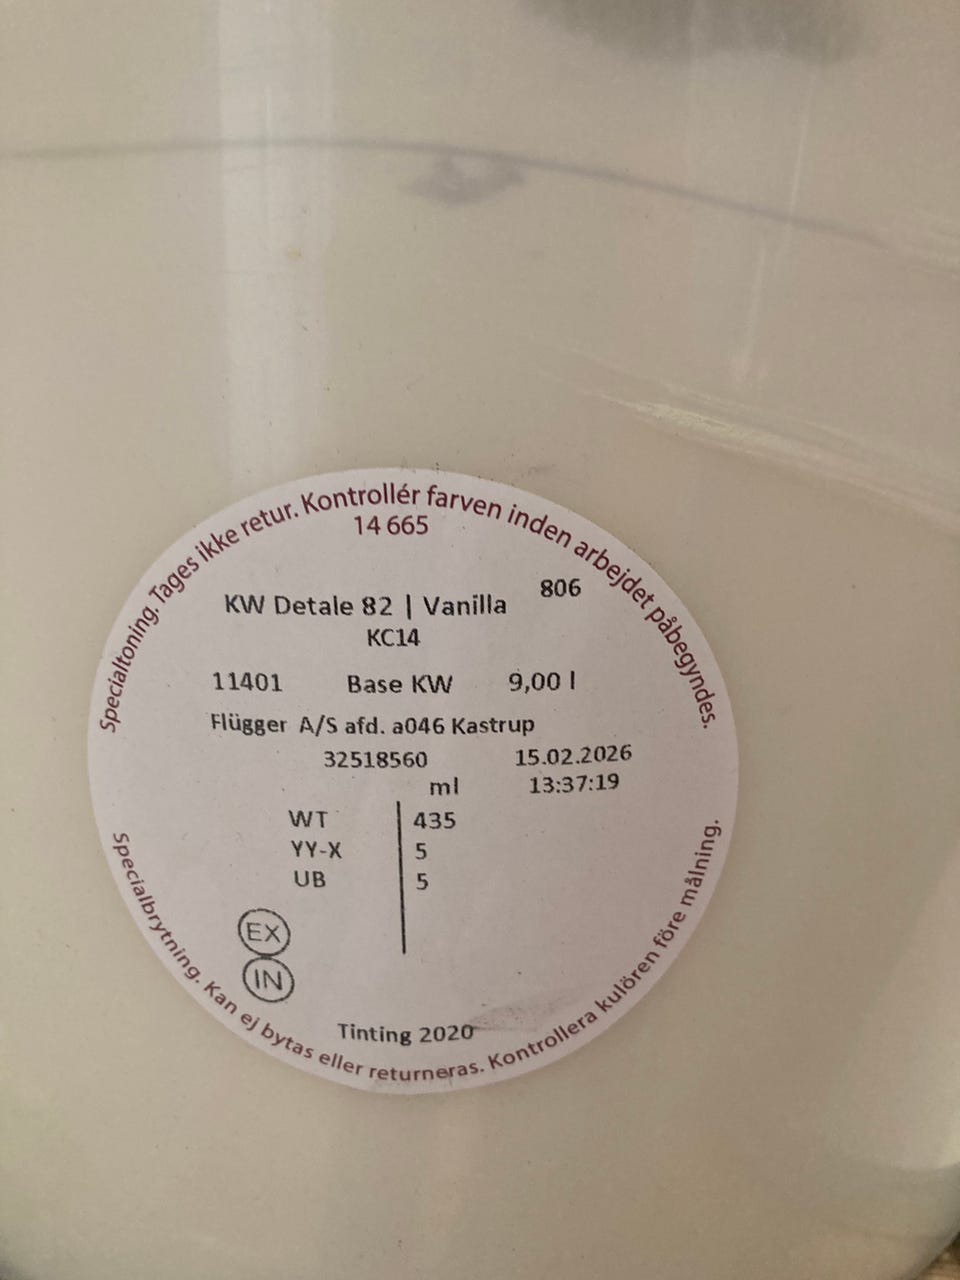 Specialtoning. Tages ikke retur. Kontrollér farven inden arbejdet påbegyndes.
14 665
806
KW Detale 82 | Vanilla
KC14
11401 Base KW 9,00 l
Flügger A/S afd. a046 Kastrup
32518560 15.02.2026
ml 13:37:19
WT 435
YY-X 5
UB 5
EX
IN
Tinting 2020
Specialbrytning. Kan ej bytas eller returneras. Kontrollera kulören före målning.